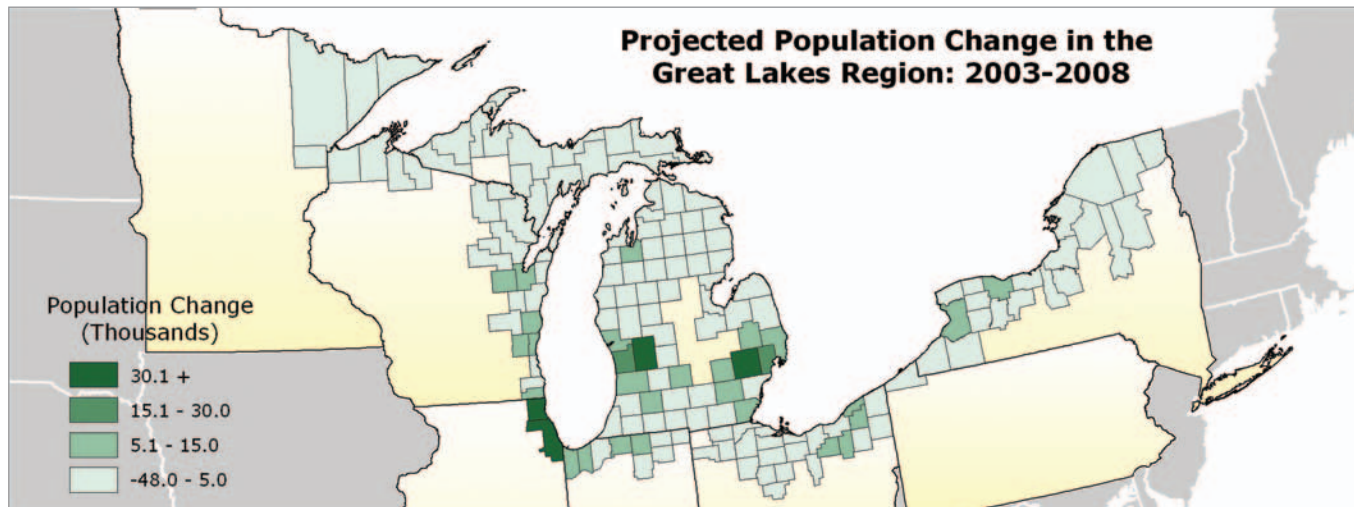 Projected Population Change in the
Great Lakes Region: 2003-2008
Population Change
(Thousands)
30.1 +
15.1 - 30.0
5.1 - 15.0
-48.0 - 5.0